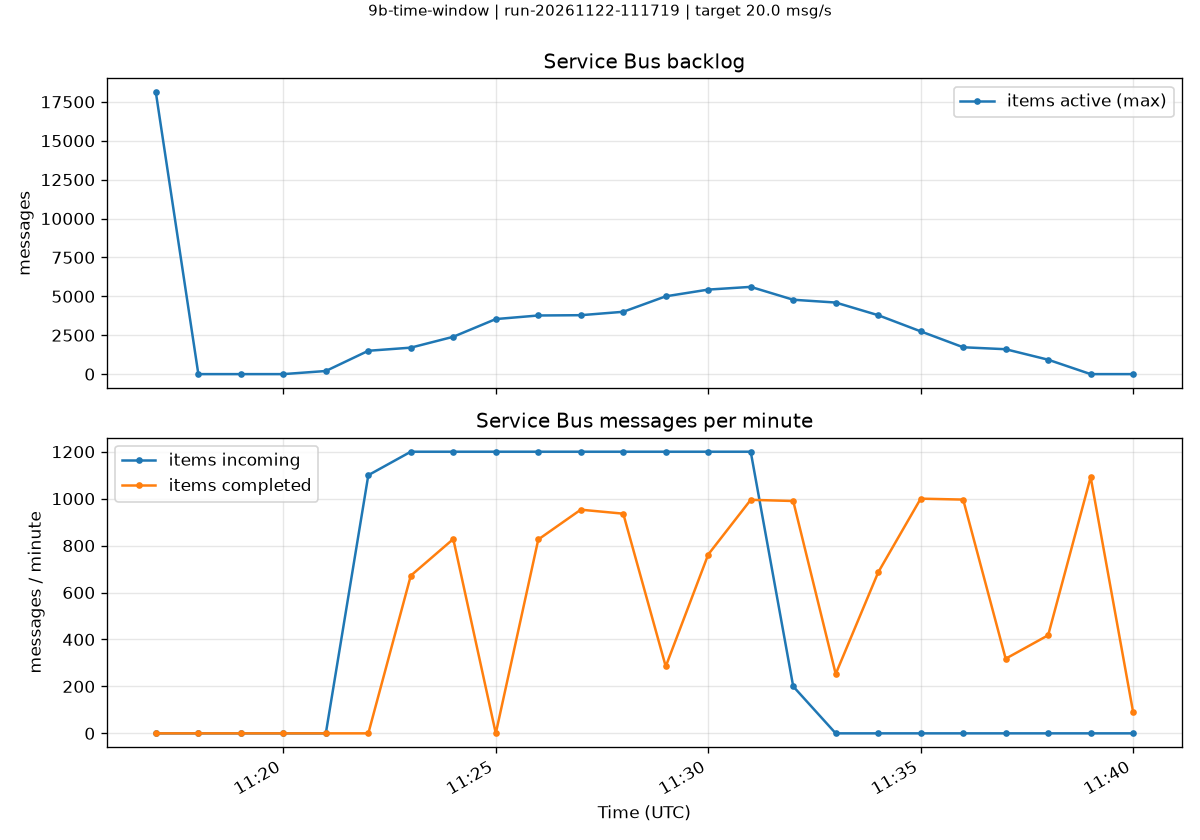 9b-time-window | run-20261122-111719 | target 20.0 msg/s
Service Bus backlog
items active (max)
messages
17500
15000
12500
10000
7500
5000
2500
0
Service Bus messages per minute
items incoming
items completed
messages / minute
1200
1000
800
600
400
200
0
11:20
11:25
11:30
11:35
11:40
Time (UTC)